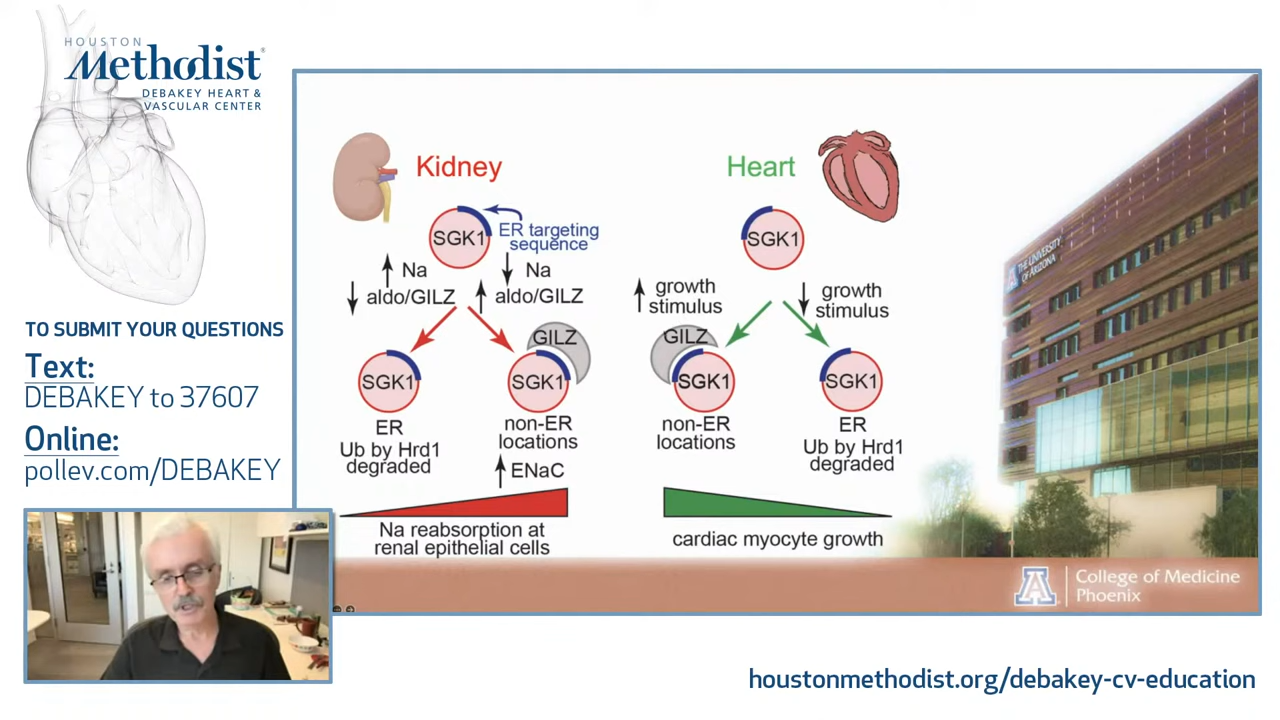 HOUSTON
Methodist
DEBAKEY HEART &
VASCULAR CENTER
TO SUBMIT YOUR QUESTIONS
Text:
DEBAKEY to 37607
Online:
pollev.com/DEBAKEY
Kidney
SGK1
ER targeting
sequence
↑ Na
↓ aldo/GILZ
↓ Na
↑ aldo/GILZ
SGK1
ER
Ub by Hrd1
degraded
GILZ
SGK1
non-ER
locations
↑ ENaC
Na reabsorption at
renal epithelial cells
Heart
SGK1
↑ growth
stimulus
↓ growth
stimulus
GILZ
SGK1
non-ER
locations
SGK1
ER
Ub by Hrd1
degraded
cardiac myocyte growth
THE UNIVERSITY
OF ARIZONA
A
College of Medicine
Phoenix
houstonmethodist.org/debakey-cv-education